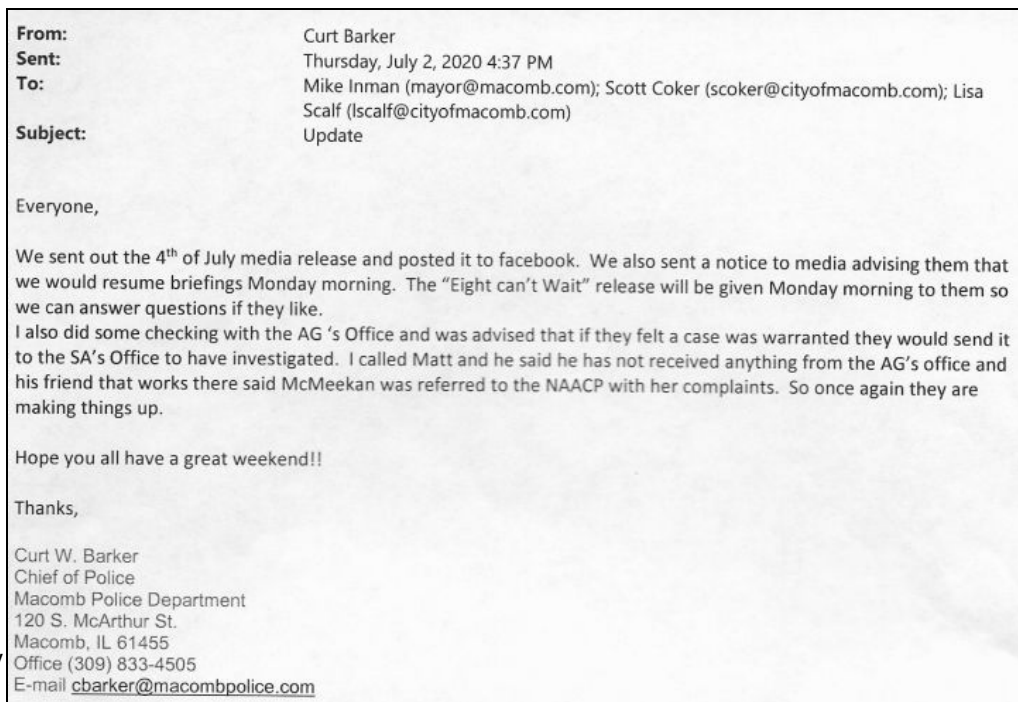 From: Curt Barker
Sent: Thursday, July 2, 2020 4:37 PM
To: Mike Inman (mayor@macomb.com); Scott Coker (scoker@cityofmacomb.com); Lisa
Scalf (lscalf@cityofmacomb.com)
Subject: Update
Everyone,
We sent out the 4th of July media release and posted it to facebook. We also sent a notice to media advising them that
we would resume briefings Monday morning. The “Eight can’t Wait” release will be given Monday morning to them so
we can answer questions if they like.
I also did some checking with the AG ‘s Office and was advised that if they felt a case was warranted they would send it
to the SA’s Office to have investigated. I called Matt and he said he has not received anything from the AG’s office and
his friend that works there said McMeekan was referred to the NAACP with her complaints. So once again they are
making things up.
Hope you all have a great weekend!!
Thanks,
Curt W. Barker
Chief of Police
Macomb Police Department
120 S. McArthur St.
Macomb, IL 61455
Office (309) 833-4505
E-mail cbarker@macombpolice.com